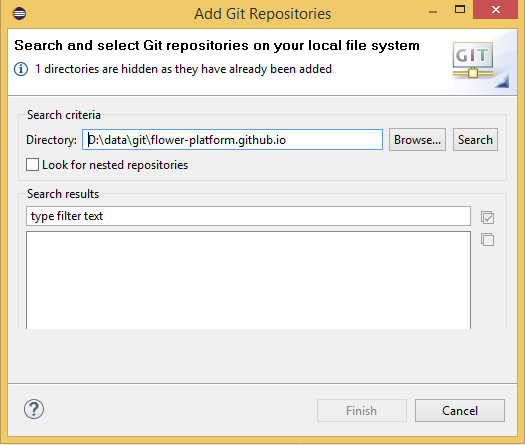 Add Git Repositories
Search and select Git repositories on your local file system
1 directories are hidden as they have already been added
GIT
Search criteria
Directory: D:\data\git\flower-platform.github.io Browse... Search
Look for nested repositories
Search results
type filter text
Finish Cancel